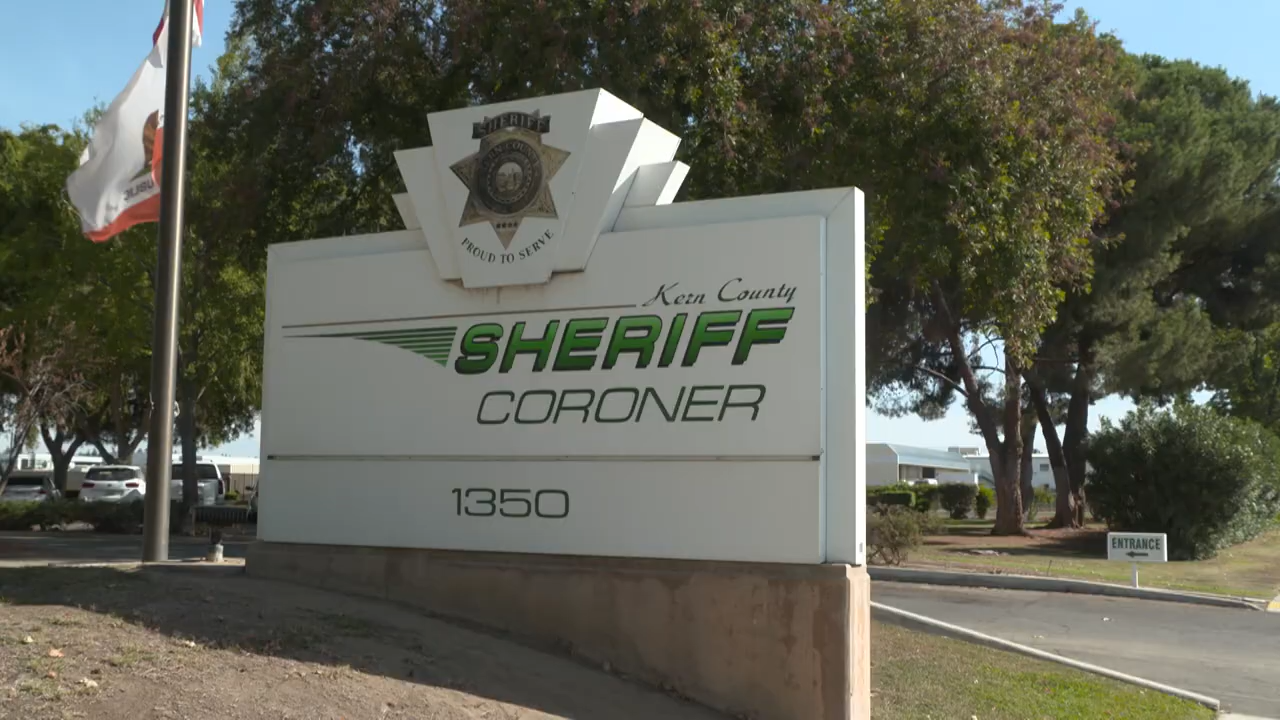 SHERIFF
PROUD TO SERVE
Kern County
SHERIFF
CORONER
1350
ENTRANCE